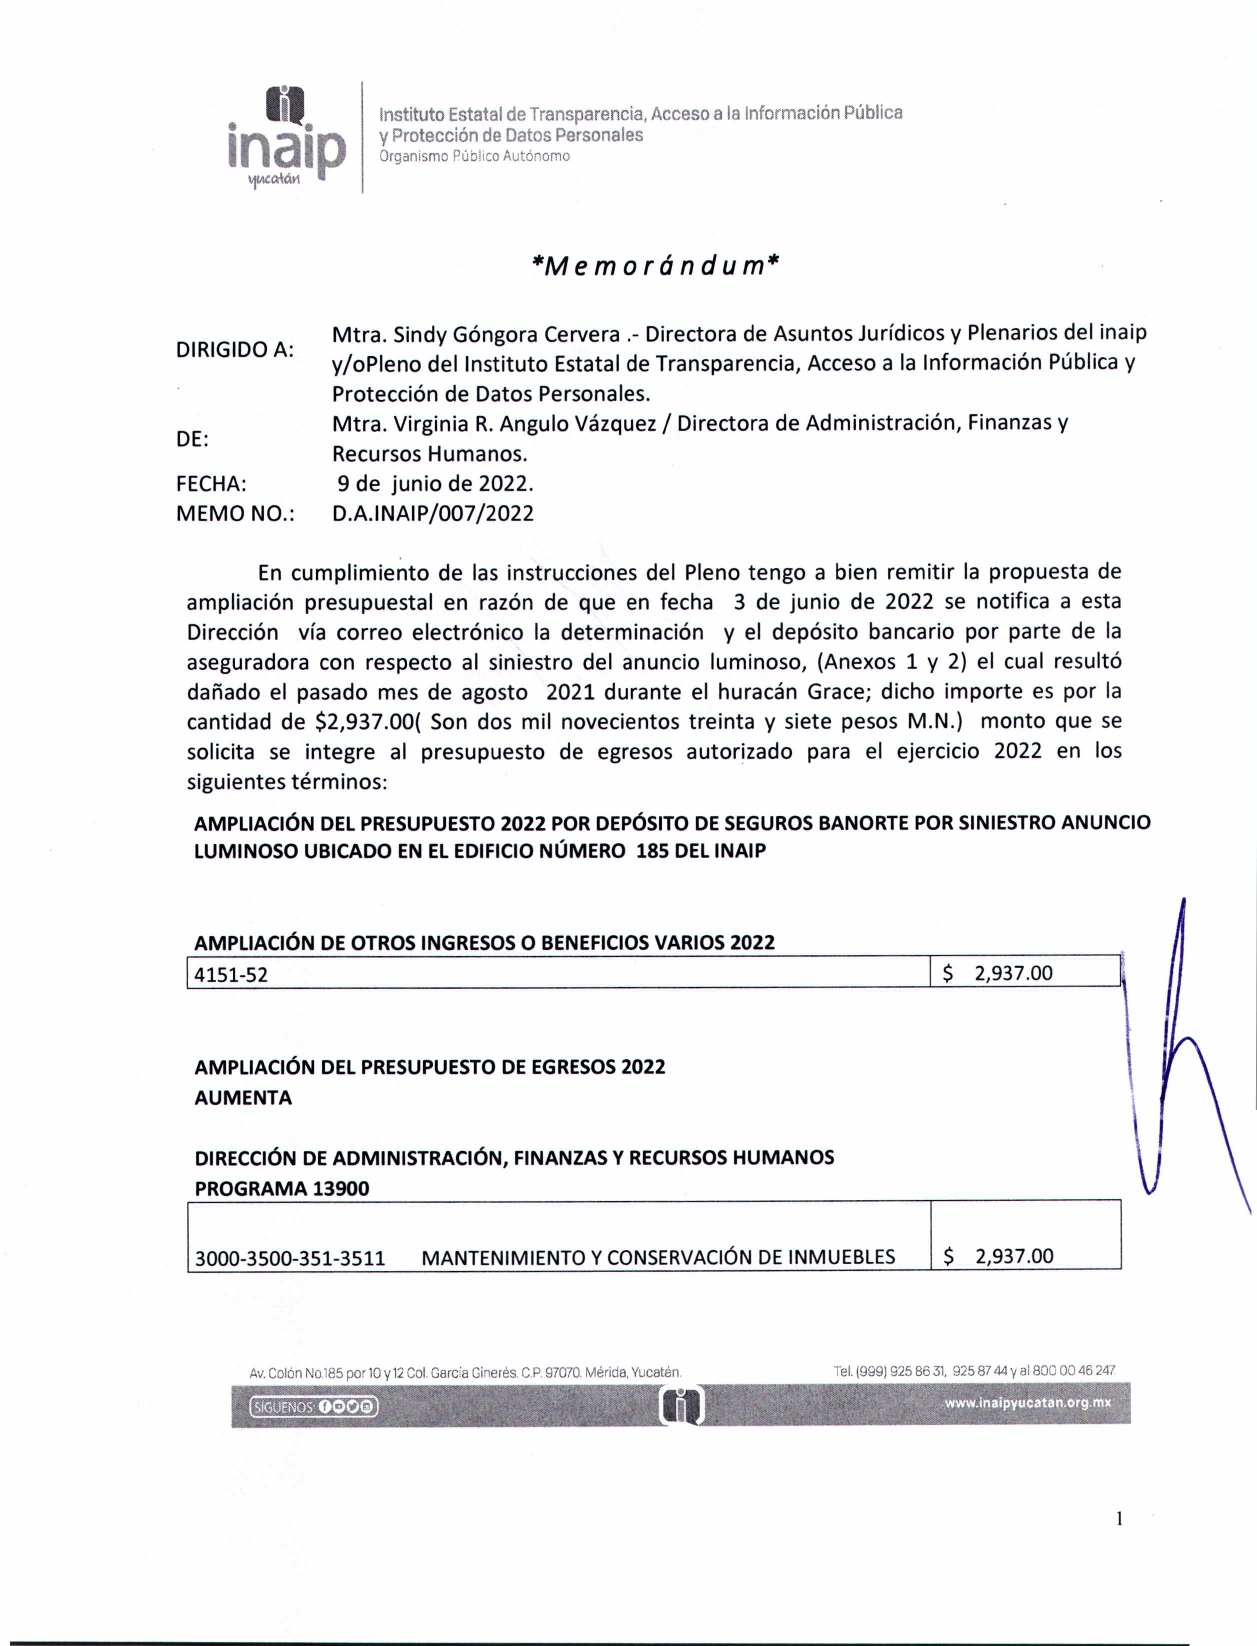 inaip
yucatán
Instituto Estatal de Transparencia, Acceso a la Información Pública
y Protección de Datos Personales
Organismo Público Autónomo
*Memorándum*
DIRIGIDO A: Mtra. Sindy Góngora Cervera .- Directora de Asuntos Jurídicos y Plenarios del inaip
y/oPleno del Instituto Estatal de Transparencia, Acceso a la Información Pública y
Protección de Datos Personales.
DE: Mtra. Virginia R. Angulo Vázquez / Directora de Administración, Finanzas y
Recursos Humanos.
FECHA: 9 de junio de 2022.
MEMO NO.: D.A.INAIP/007/2022
En cumplimiento de las instrucciones del Pleno tengo a bien remitir la propuesta de
ampliación presupuestal en razón de que en fecha 3 de junio de 2022 se notifica a esta
Dirección vía correo electrónico la determinación y el depósito bancario por parte de la
aseguradora con respecto al siniestro del anuncio luminoso, (Anexos 1 y 2) el cual resultó
dañado el pasado mes de agosto 2021 durante el huracán Grace; dicho importe es por la
cantidad de $2,937.00( Son dos mil novecientos treinta y siete pesos M.N.) monto que se
solicita se integre al presupuesto de egresos autorizado para el ejercicio 2022 en los
siguientes términos:
AMPLIACIÓN DEL PRESUPUESTO 2022 POR DEPÓSITO DE SEGUROS BANORTE POR SINIESTRO ANUNCIO
LUMINOSO UBICADO EN EL EDIFICIO NÚMERO 185 DEL INAIP
AMPLIACIÓN DE OTROS INGRESOS O BENEFICIOS VARIOS 2022
4151-52 $ 2,937.00
AMPLIACIÓN DEL PRESUPUESTO DE EGRESOS 2022
AUMENTA
DIRECCIÓN DE ADMINISTRACIÓN, FINANZAS Y RECURSOS HUMANOS
PROGRAMA 13900
3000-3500-351-3511 MANTENIMIENTO Y CONSERVACIÓN DE INMUEBLES $ 2,937.00
Av. Colón No.185 por 10 y 12 Col. García Ginerés. C.P. 97070. Mérida, Yucatán.
Tel. (999) 925 86 31, 925 87 44 y al 800 00 46 247
SÍGUENOS:
www.inaipyucatan.org.mx
1